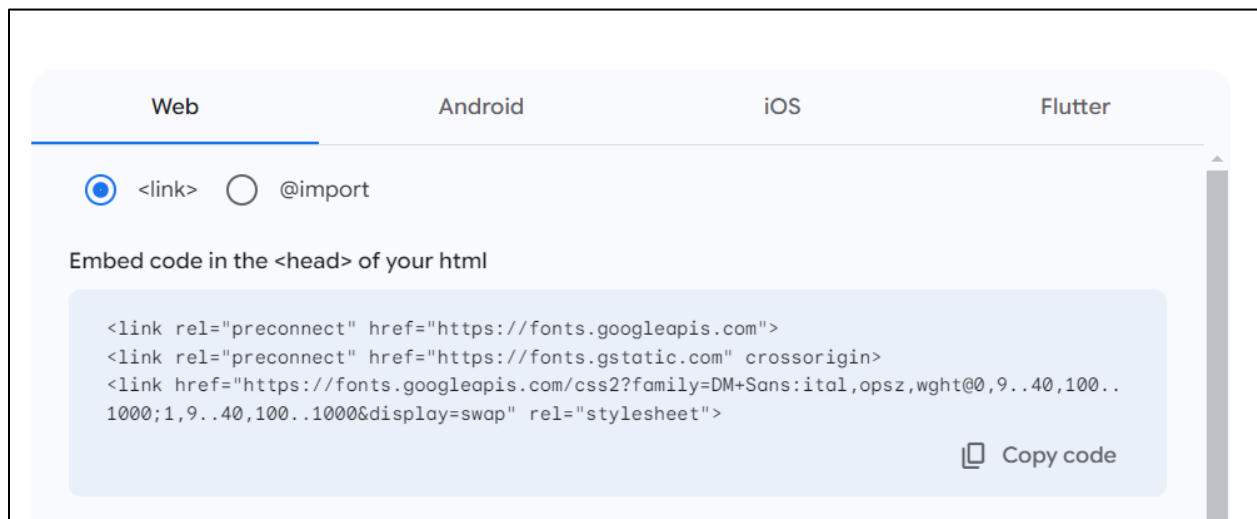 Web Android iOS Flutter
<link> @import
Embed code in the <head> of your html
<link rel="preconnect" href="https://fonts.googleapis.com">
<link rel="preconnect" href="https://fonts.gstatic.com" crossorigin>
<link href="https://fonts.googleapis.com/css2?family=DM+Sans:ital,opsz,wght@0,9..40,100..
1000;1,9..40,100..1000&display=swap" rel="stylesheet">
Copy code